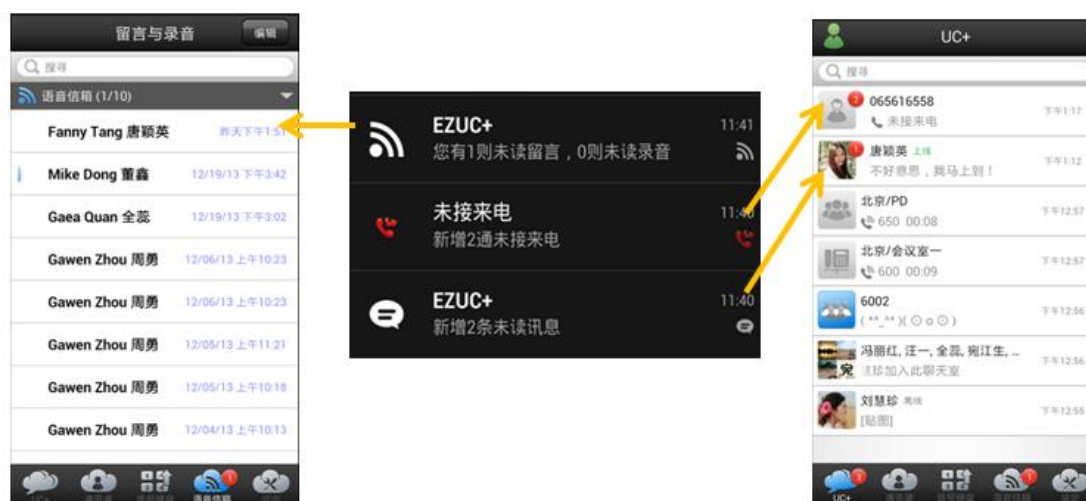 留言与录音
编辑
搜寻
语音信箱 (1/10)
Fanny Tang 唐颖英
昨天下午1:51
Mike Dong 董鑫
12/19/13 下午3:42
Gaea Quan 全蕊
12/19/13 下午3:02
Gawen Zhou 周勇
12/06/13 上午10:23
Gawen Zhou 周勇
12/06/13 上午10:23
Gawen Zhou 周勇
12/05/13 上午11:21
Gawen Zhou 周勇
12/05/13 上午10:18
Gawen Zhou 周勇
12/04/13 上午10:13
UC+
语音信箱
1
EZUC+
11:41
您有1则未读留言，0则未读录音
未接来电
11:40
新增2通未接来电
EZUC+
11:40
新增2条未读讯息
UC+
搜寻
2
065616558
下午1:17
未接来电
1
唐颖英 上线
下午1:12
不好意思，我马上到！
北京/PD
下午12:57
650 00:08
北京/会议室一
下午12:57
600 00:09
6002
下午12:56
( *^_^* )( ⊙ o ⊙ )
冯丽红, 汪一, 全蕊, 宛江生, ...
下午12:56
加入此聊天室
刘慧珍 离线
下午12:55
[贴图]
3
UC+
1